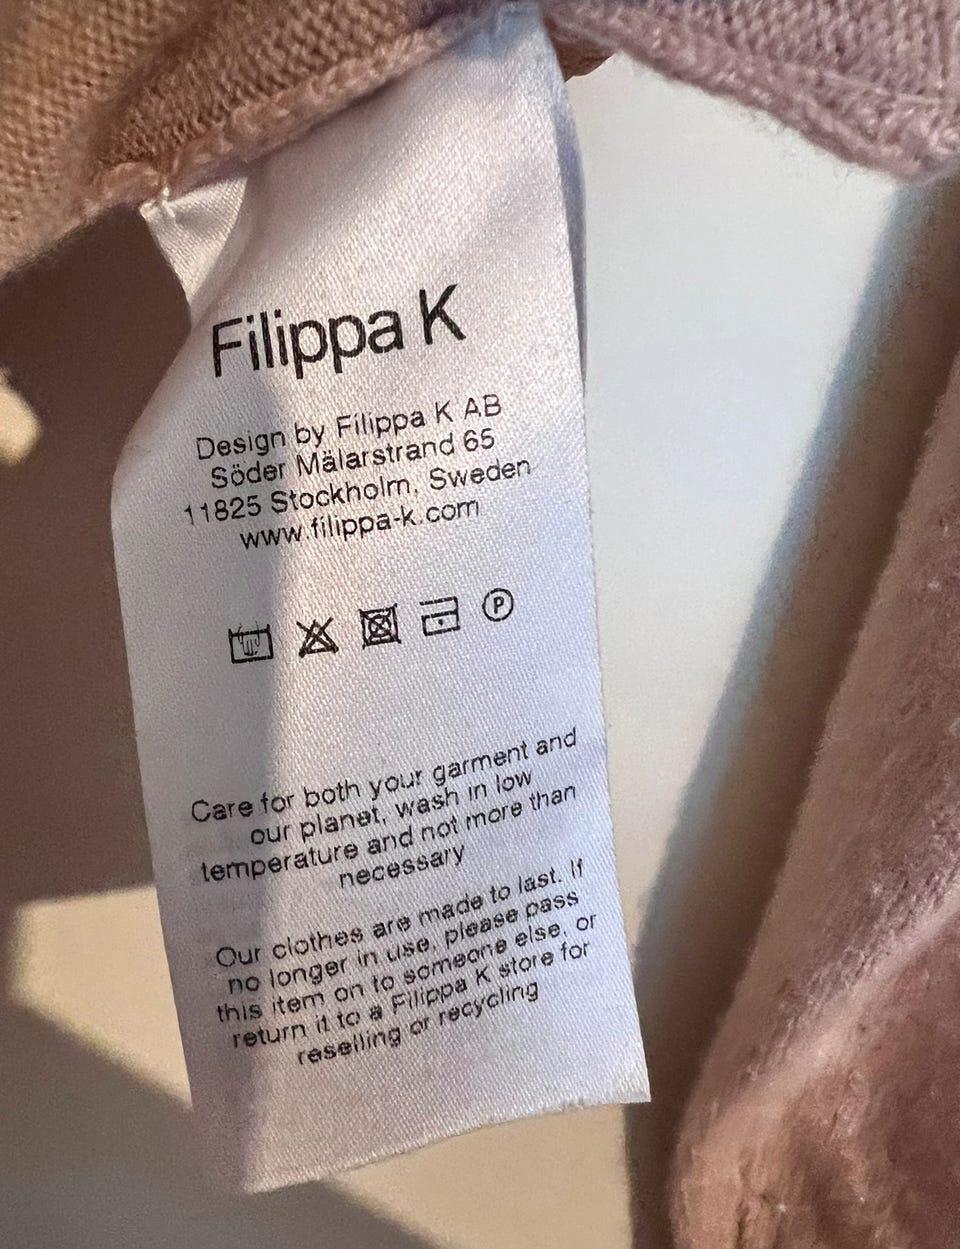 Filippa K
Design by Filippa K AB
Söder Mälarstrand 65
11825 Stockholm, Sweden
www.filippa-k.com
P
Care for both your garment and
our planet, wash in low
temperature and not more than
necessary
Our clothes are made to last. If
no longer in use, please pass
this item on to someone else, or
return it to a Filippa K store for
reselling or recycling